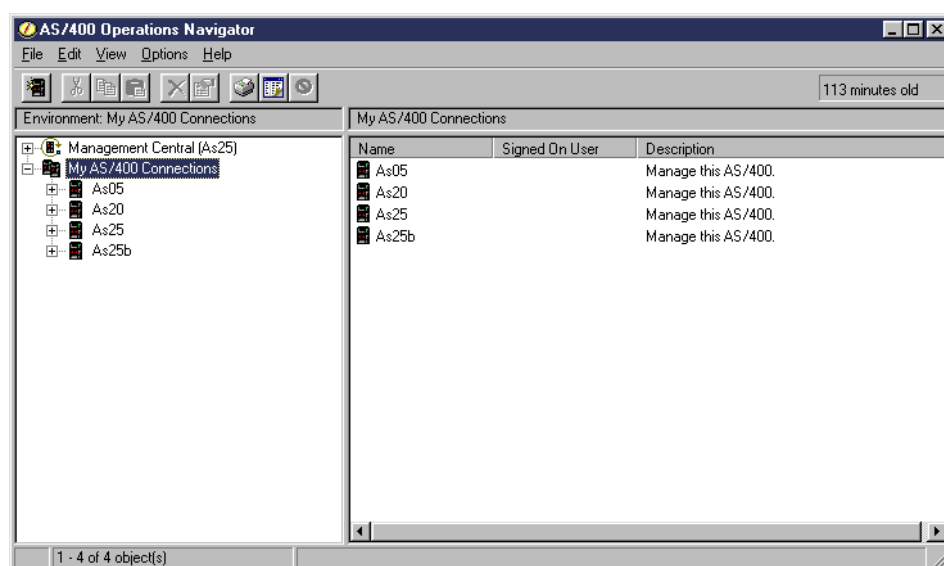 AS/400 Operations Navigator
File Edit View Options Help
113 minutes old
Environment: My AS/400 Connections
My AS/400 Connections
Management Central (As25)
My AS/400 Connections
As05
As20
As25
As25b
Name Signed On User Description
As05 Manage this AS/400.
As20 Manage this AS/400.
As25 Manage this AS/400.
As25b Manage this AS/400.
1 - 4 of 4 object(s)